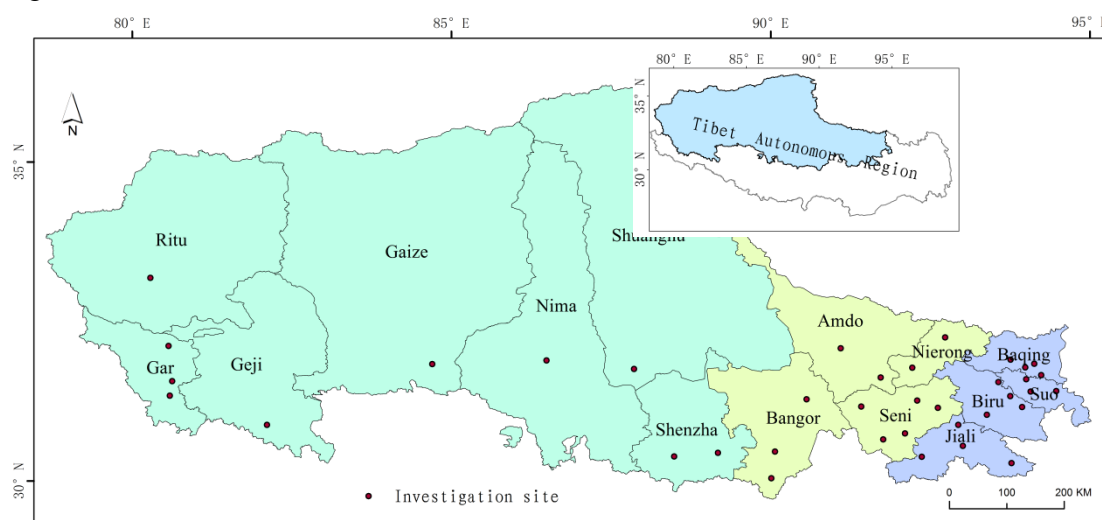 80° E
85° E
90° E
95° E
80° E
85° E
90° E
95° E
35° N
30° N
Tibet Autonomous Region
N
35° N
30° N
Ritu
Gaize
Shuanghu
Nima
Amdo
Gar
Geji
Nierong
Baqing
Biru
Suo
Bangor
Seni
Shenzha
Jiali
Investigation site
0
100
200 KM